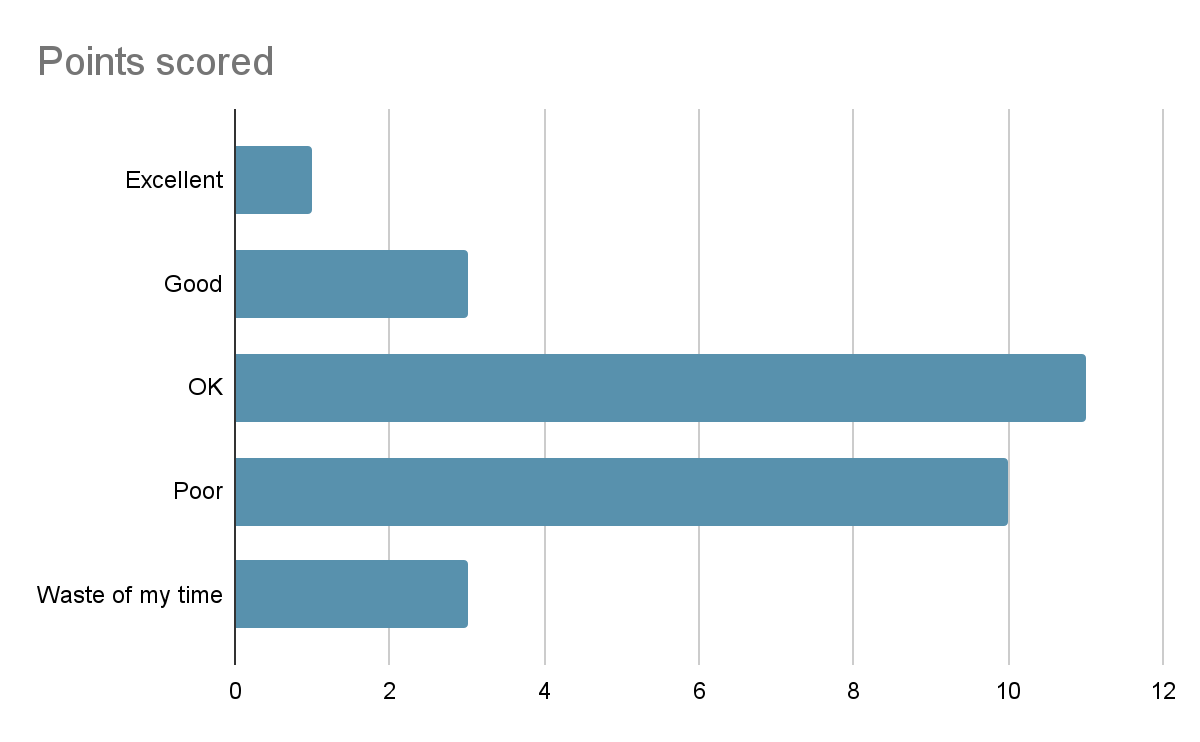 Points scored
Excellent
Good
OK
Poor
Waste of my time
0 2 4 6 8 10 12